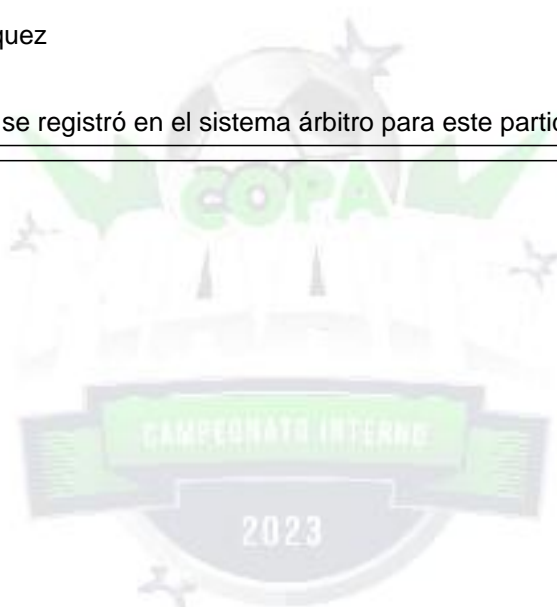 quez
se registró en el sistema árbitro para este partic
COPA
CAMPEONATO INTERNO
2023